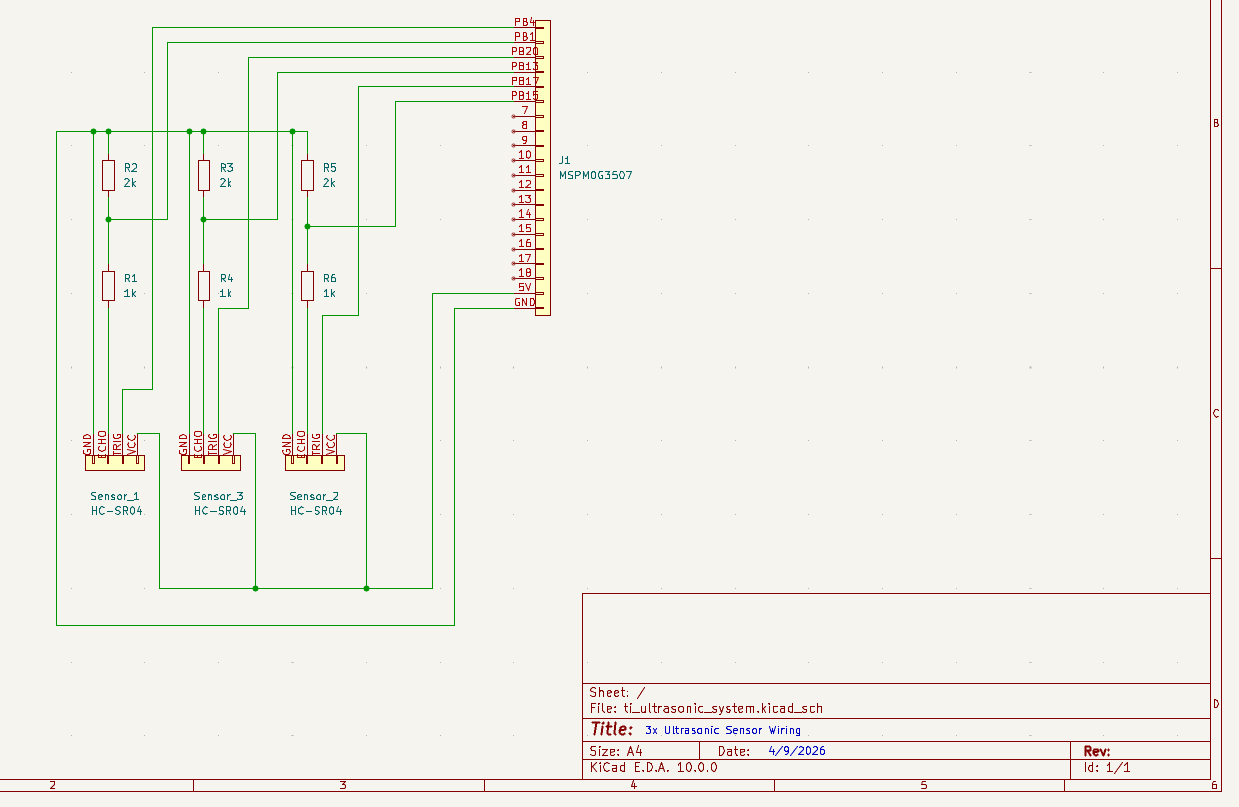 PB4
PB1
PB20
PB13
PB17
PB15
7
8
9
10
11
12
13
14
15
16
17
18
5V
GND
J1
MSPM0G3507
R2
2k
R3
2k
R5
2k
R1
1k
R4
1k
R6
1k
GND
ECHO
TRIG
VCC
GND
ECHO
TRIG
VCC
GND
ECHO
TRIG
VCC
Sensor_1
HC-SR04
Sensor_3
HC-SR04
Sensor_2
HC-SR04
B
C
D
Sheet: /
File: ti_ultrasonic_system.kicad_sch
Title: 3x Ultrasonic Sensor Wiring
Size: A4 Date: 4/9/2026 Rev:
KiCad E.D.A. 10.0.0 Id: 1/1
2 3 4 5 6